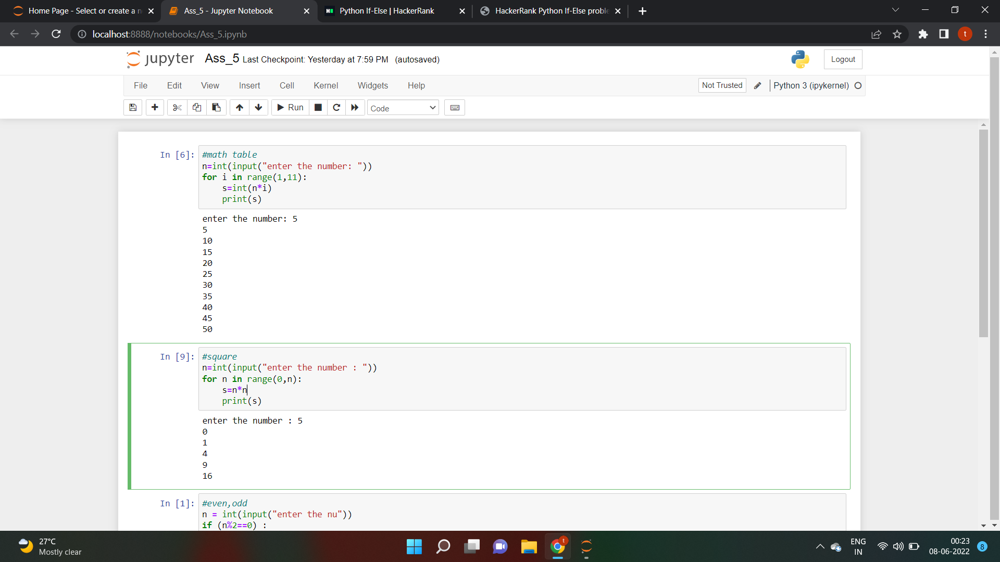 Home Page - Select or create a n
Ass_5 - Jupyter Notebook
Python If-Else | HackerRank
HackerRank Python If-Else proble
localhost:8888/notebooks/Ass_5.ipynb
t
jupyter Ass_5 Last Checkpoint: Yesterday at 7:59 PM (autosaved)
Logout
File Edit View Insert Cell Kernel Widgets Help
Not Trusted
Python 3 (ipykernel)
Run
Code
In [6]:
#math table
n=int(input("enter the number: "))
for i in range(1,11):
    s=int(n*i)
    print(s)
enter the number: 5
5
10
15
20
25
30
35
40
45
50
In [9]:
#square
n=int(input("enter the number : "))
for n in range(0,n):
    s=n*n
    print(s)
enter the number : 5
0
1
4
9
16
In [1]:
#even,odd
n = int(input("enter the nu"))
if (n%2==0) :
27°C
Mostly clear
t
ENG
IN
00:23
08-06-2022
8